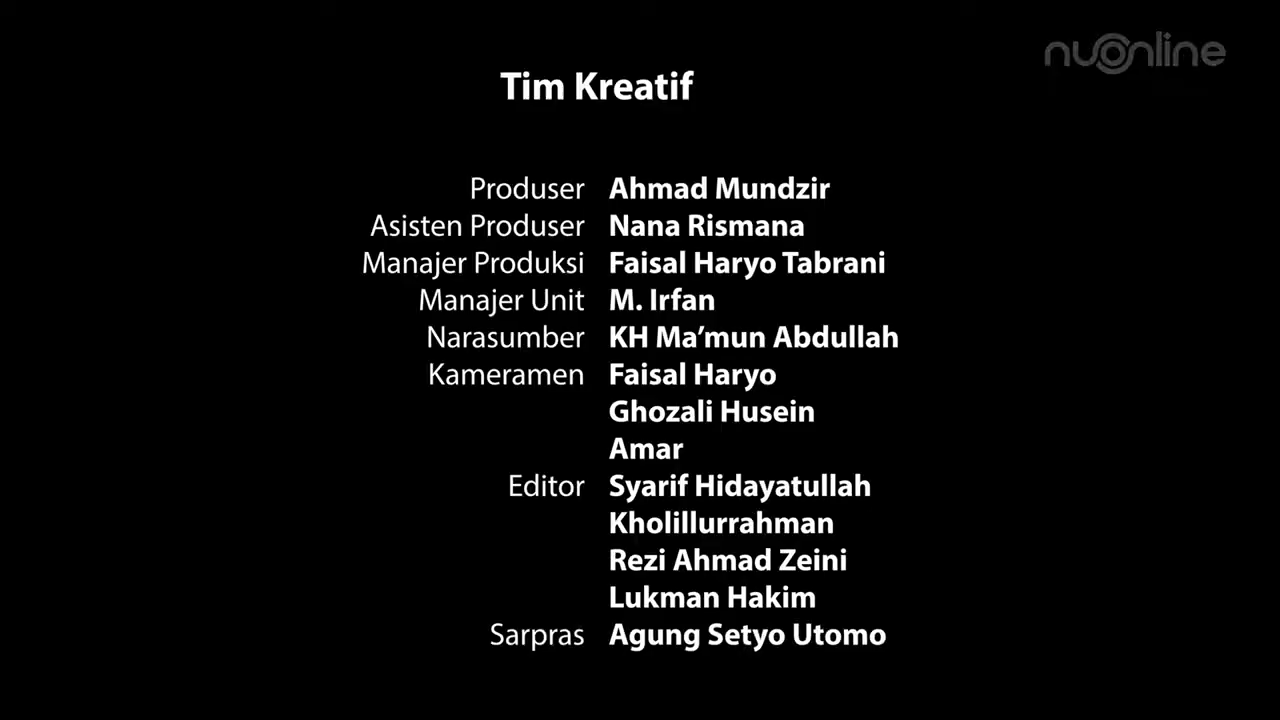 nuonline
Tim Kreatif
Produser Ahmad Mundzir
Asisten Produser Nana Rismana
Manajer Produksi Faisal Haryo Tabrani
Manajer Unit M. Irfan
Narasumber KH Ma’mun Abdullah
Kameramen Faisal Haryo
Ghozali Husein
Amar
Editor Syarif Hidayatullah
Kholillurrahman
Rezi Ahmad Zeini
Lukman Hakim
Sarpras Agung Setyo Utomo